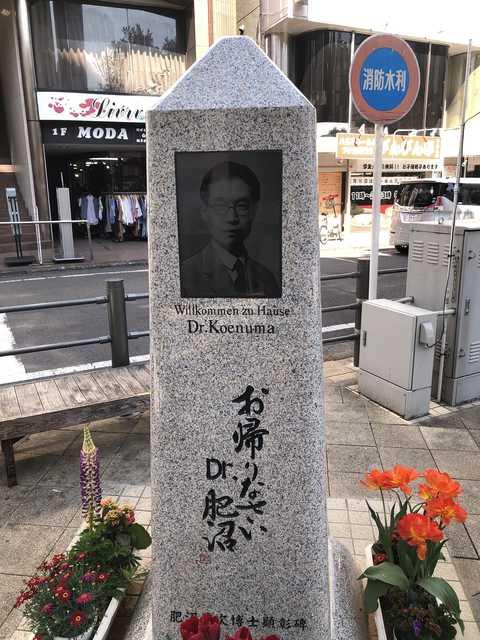 1F MODA
消防水利
Willkommen zu Hause
Dr.Koenuma
お帰りなさい
Dr.肥沼